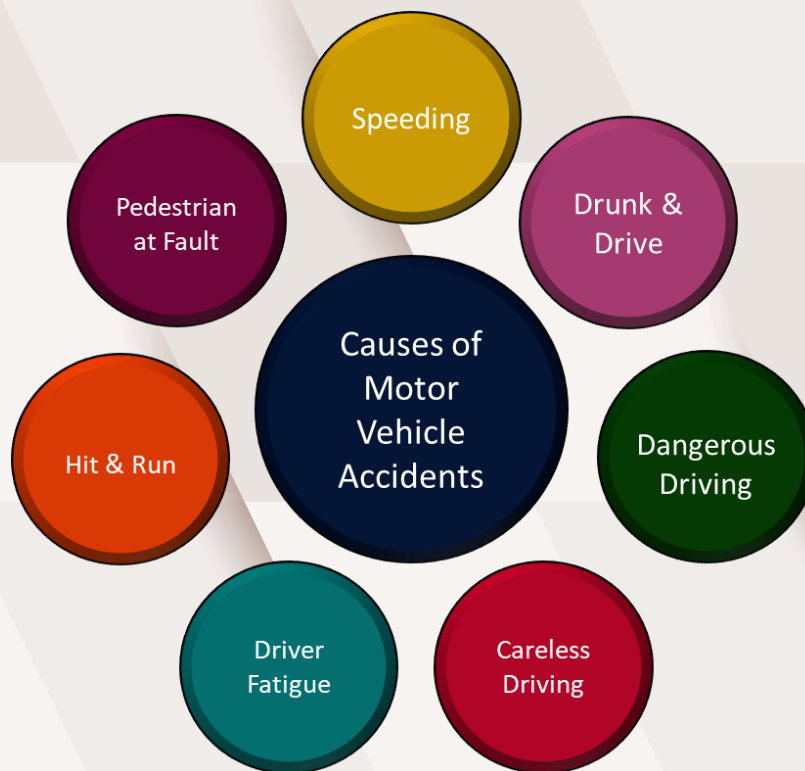 Speeding
Pedestrian
at Fault
Drunk &
Drive
Causes of
Motor
Vehicle
Accidents
Hit & Run
Dangerous
Driving
Driver
Fatigue
Careless
Driving